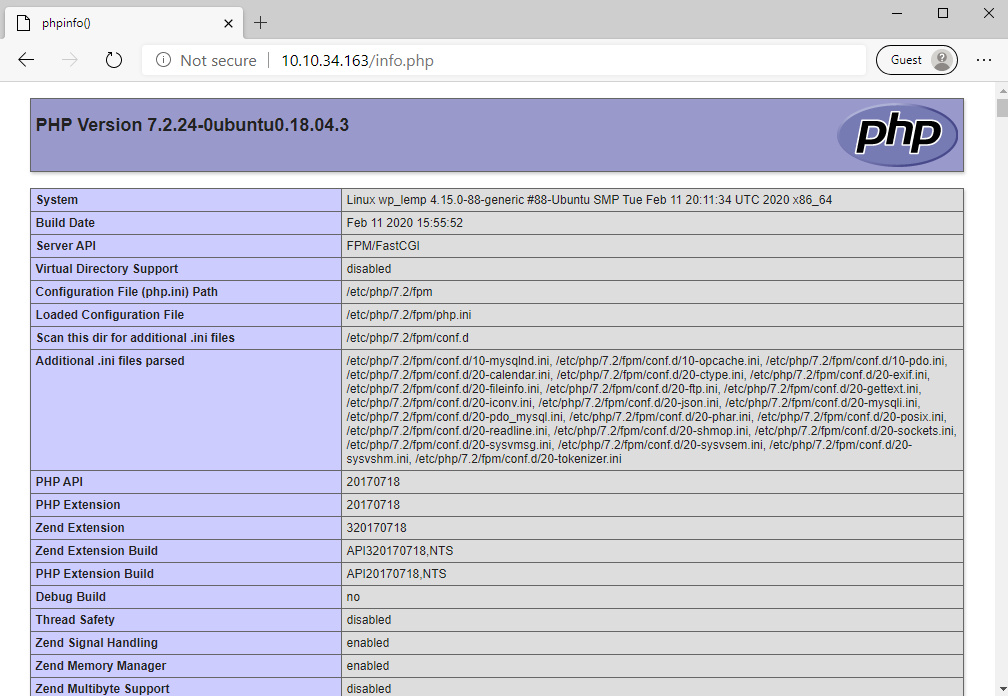 phpinfo()
Not secure 10.10.34.163/info.php Guest
PHP Version 7.2.24-0ubuntu0.18.04.3 php
System Linux wp_lemp 4.15.0-88-generic #88-Ubuntu SMP Tue Feb 11 20:11:34 UTC 2020 x86_64
Build Date Feb 11 2020 15:55:52
Server API FPM/FastCGI
Virtual Directory Support disabled
Configuration File (php.ini) Path /etc/php/7.2/fpm
Loaded Configuration File /etc/php/7.2/fpm/php.ini
Scan this dir for additional .ini files /etc/php/7.2/fpm/conf.d
Additional .ini files parsed /etc/php/7.2/fpm/conf.d/10-mysqlnd.ini, /etc/php/7.2/fpm/conf.d/10-opcache.ini, /etc/php/7.2/fpm/conf.d/10-pdo.ini,
/etc/php/7.2/fpm/conf.d/20-calendar.ini, /etc/php/7.2/fpm/conf.d/20-ctype.ini, /etc/php/7.2/fpm/conf.d/20-exif.ini,
/etc/php/7.2/fpm/conf.d/20-fileinfo.ini, /etc/php/7.2/fpm/conf.d/20-ftp.ini, /etc/php/7.2/fpm/conf.d/20-gettext.ini,
/etc/php/7.2/fpm/conf.d/20-iconv.ini, /etc/php/7.2/fpm/conf.d/20-json.ini, /etc/php/7.2/fpm/conf.d/20-mysqli.ini,
/etc/php/7.2/fpm/conf.d/20-pdo_mysql.ini, /etc/php/7.2/fpm/conf.d/20-phar.ini, /etc/php/7.2/fpm/conf.d/20-posix.ini,
/etc/php/7.2/fpm/conf.d/20-readline.ini, /etc/php/7.2/fpm/conf.d/20-shmop.ini, /etc/php/7.2/fpm/conf.d/20-sockets.ini,
/etc/php/7.2/fpm/conf.d/20-sysvmsg.ini, /etc/php/7.2/fpm/conf.d/20-sysvsem.ini, /etc/php/7.2/fpm/conf.d/20-
sysvshm.ini, /etc/php/7.2/fpm/conf.d/20-tokenizer.ini
PHP API 20170718
PHP Extension 20170718
Zend Extension 320170718
Zend Extension Build API320170718,NTS
PHP Extension Build API20170718,NTS
Debug Build no
Thread Safety disabled
Zend Signal Handling enabled
Zend Memory Manager enabled
Zend Multibyte Support disabled